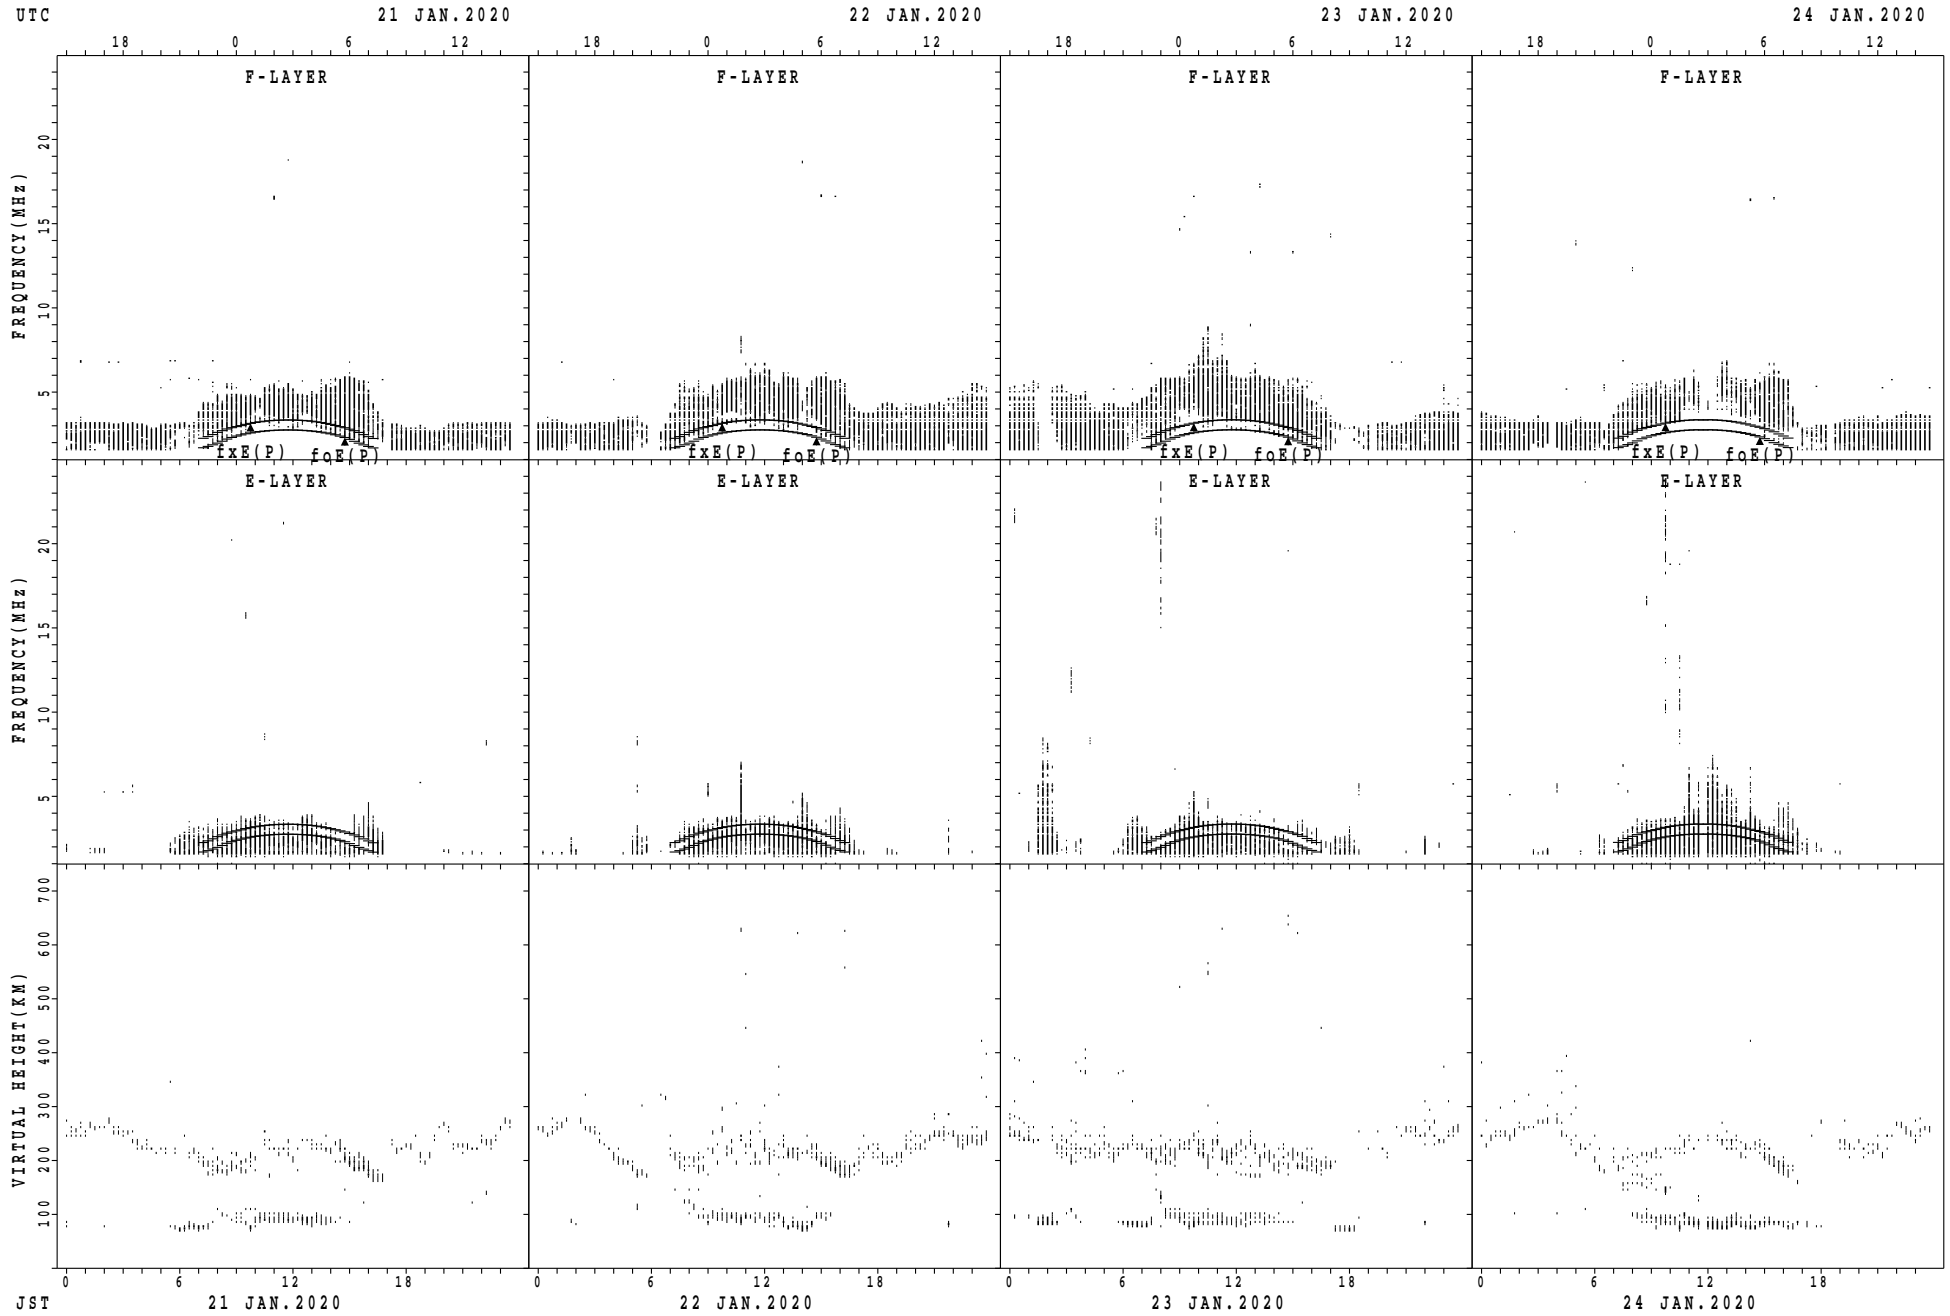 UTC 21 JAN.2020 22 JAN.2020 23 JAN.2020 24 JAN.2020
18 0 6 12 18 0 6 12 18 0 6 12 18 0 6 12
F-LAYER F-LAYER F-LAYER F-LAYER
FREQUENCY(MHz)
20
15
10
5
fxE(P) foE(P) fxE(P) foE(P) fxE(P) foE(P) fxE(P) foE(P)
E-LAYER E-LAYER E-LAYER E-LAYER
FREQUENCY(MHz)
20
15
10
5
VIRTUAL HEIGHT(KM)
700
600
500
400
300
200
100
0 6 12 18 0 6 12 18 0 6 12 18 0 6 12 18
JST 21 JAN.2020 22 JAN.2020 23 JAN.2020 24 JAN.2020